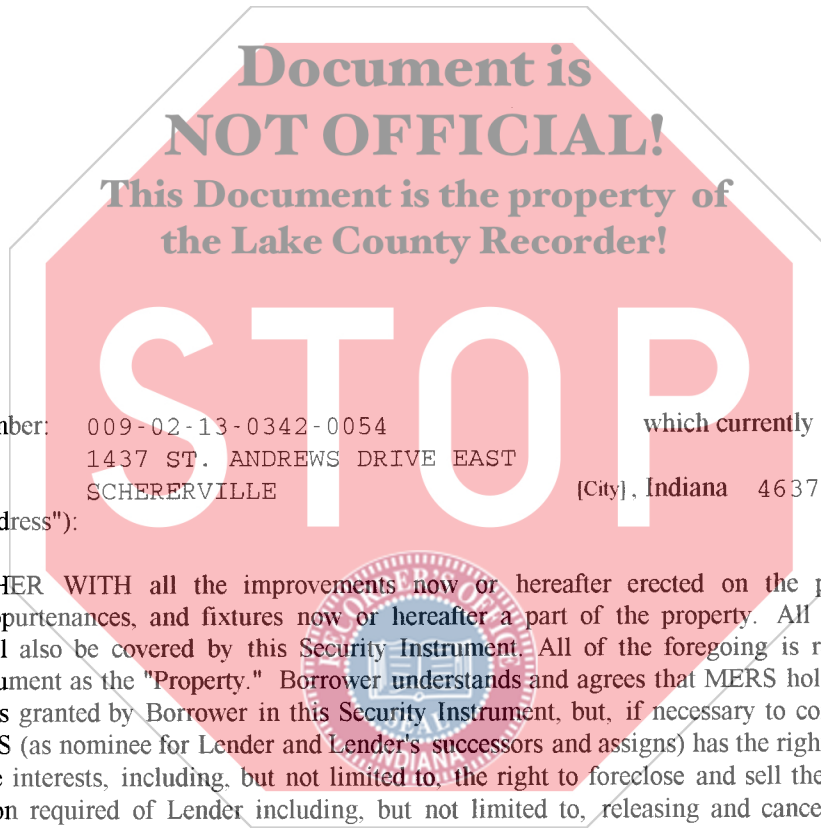 Document is
NOT OFFICIAL!
This Document is the property of
the Lake County Recorder!
STOP
nber: 009-02-13-0342-0054 which currently
1437 ST. ANDREWS DRIVE EAST
SCHERERVILLE [City], Indiana 4637
dress"):
HER WITH all the improvements now or hereafter erected on the p
purtenances, and fixtures now or hereafter a part of the property. All
l also be covered by this Security Instrument. All of the foregoing is r
ument as the "Property." Borrower understands and agrees that MERS hol
s granted by Borrower in this Security Instrument, but, if necessary to co
S (as nominee for Lender and Lender's successors and assigns) has the righ
e interests, including, but not limited to, the right to foreclose and sell the
on required of Lender including, but not limited to, releasing and cance
RECORDER'S OFFICE
SEAL
INDIANA